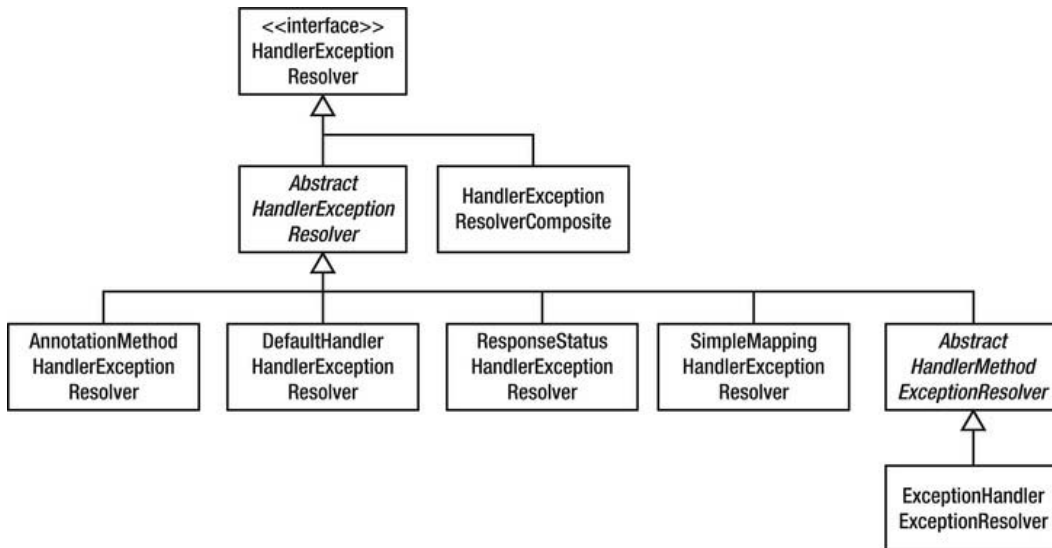 <<interface>>
HandlerException
Resolver
Abstract
HandlerException
Resolver
HandlerException
ResolverComposite
AnnotationMethod
HandlerException
Resolver
DefaultHandler
HandlerException
Resolver
ResponseStatus
HandlerException
Resolver
SimpleMapping
HandlerException
Resolver
Abstract
HandlerMethod
ExceptionResolver
ExceptionHandler
ExceptionResolver